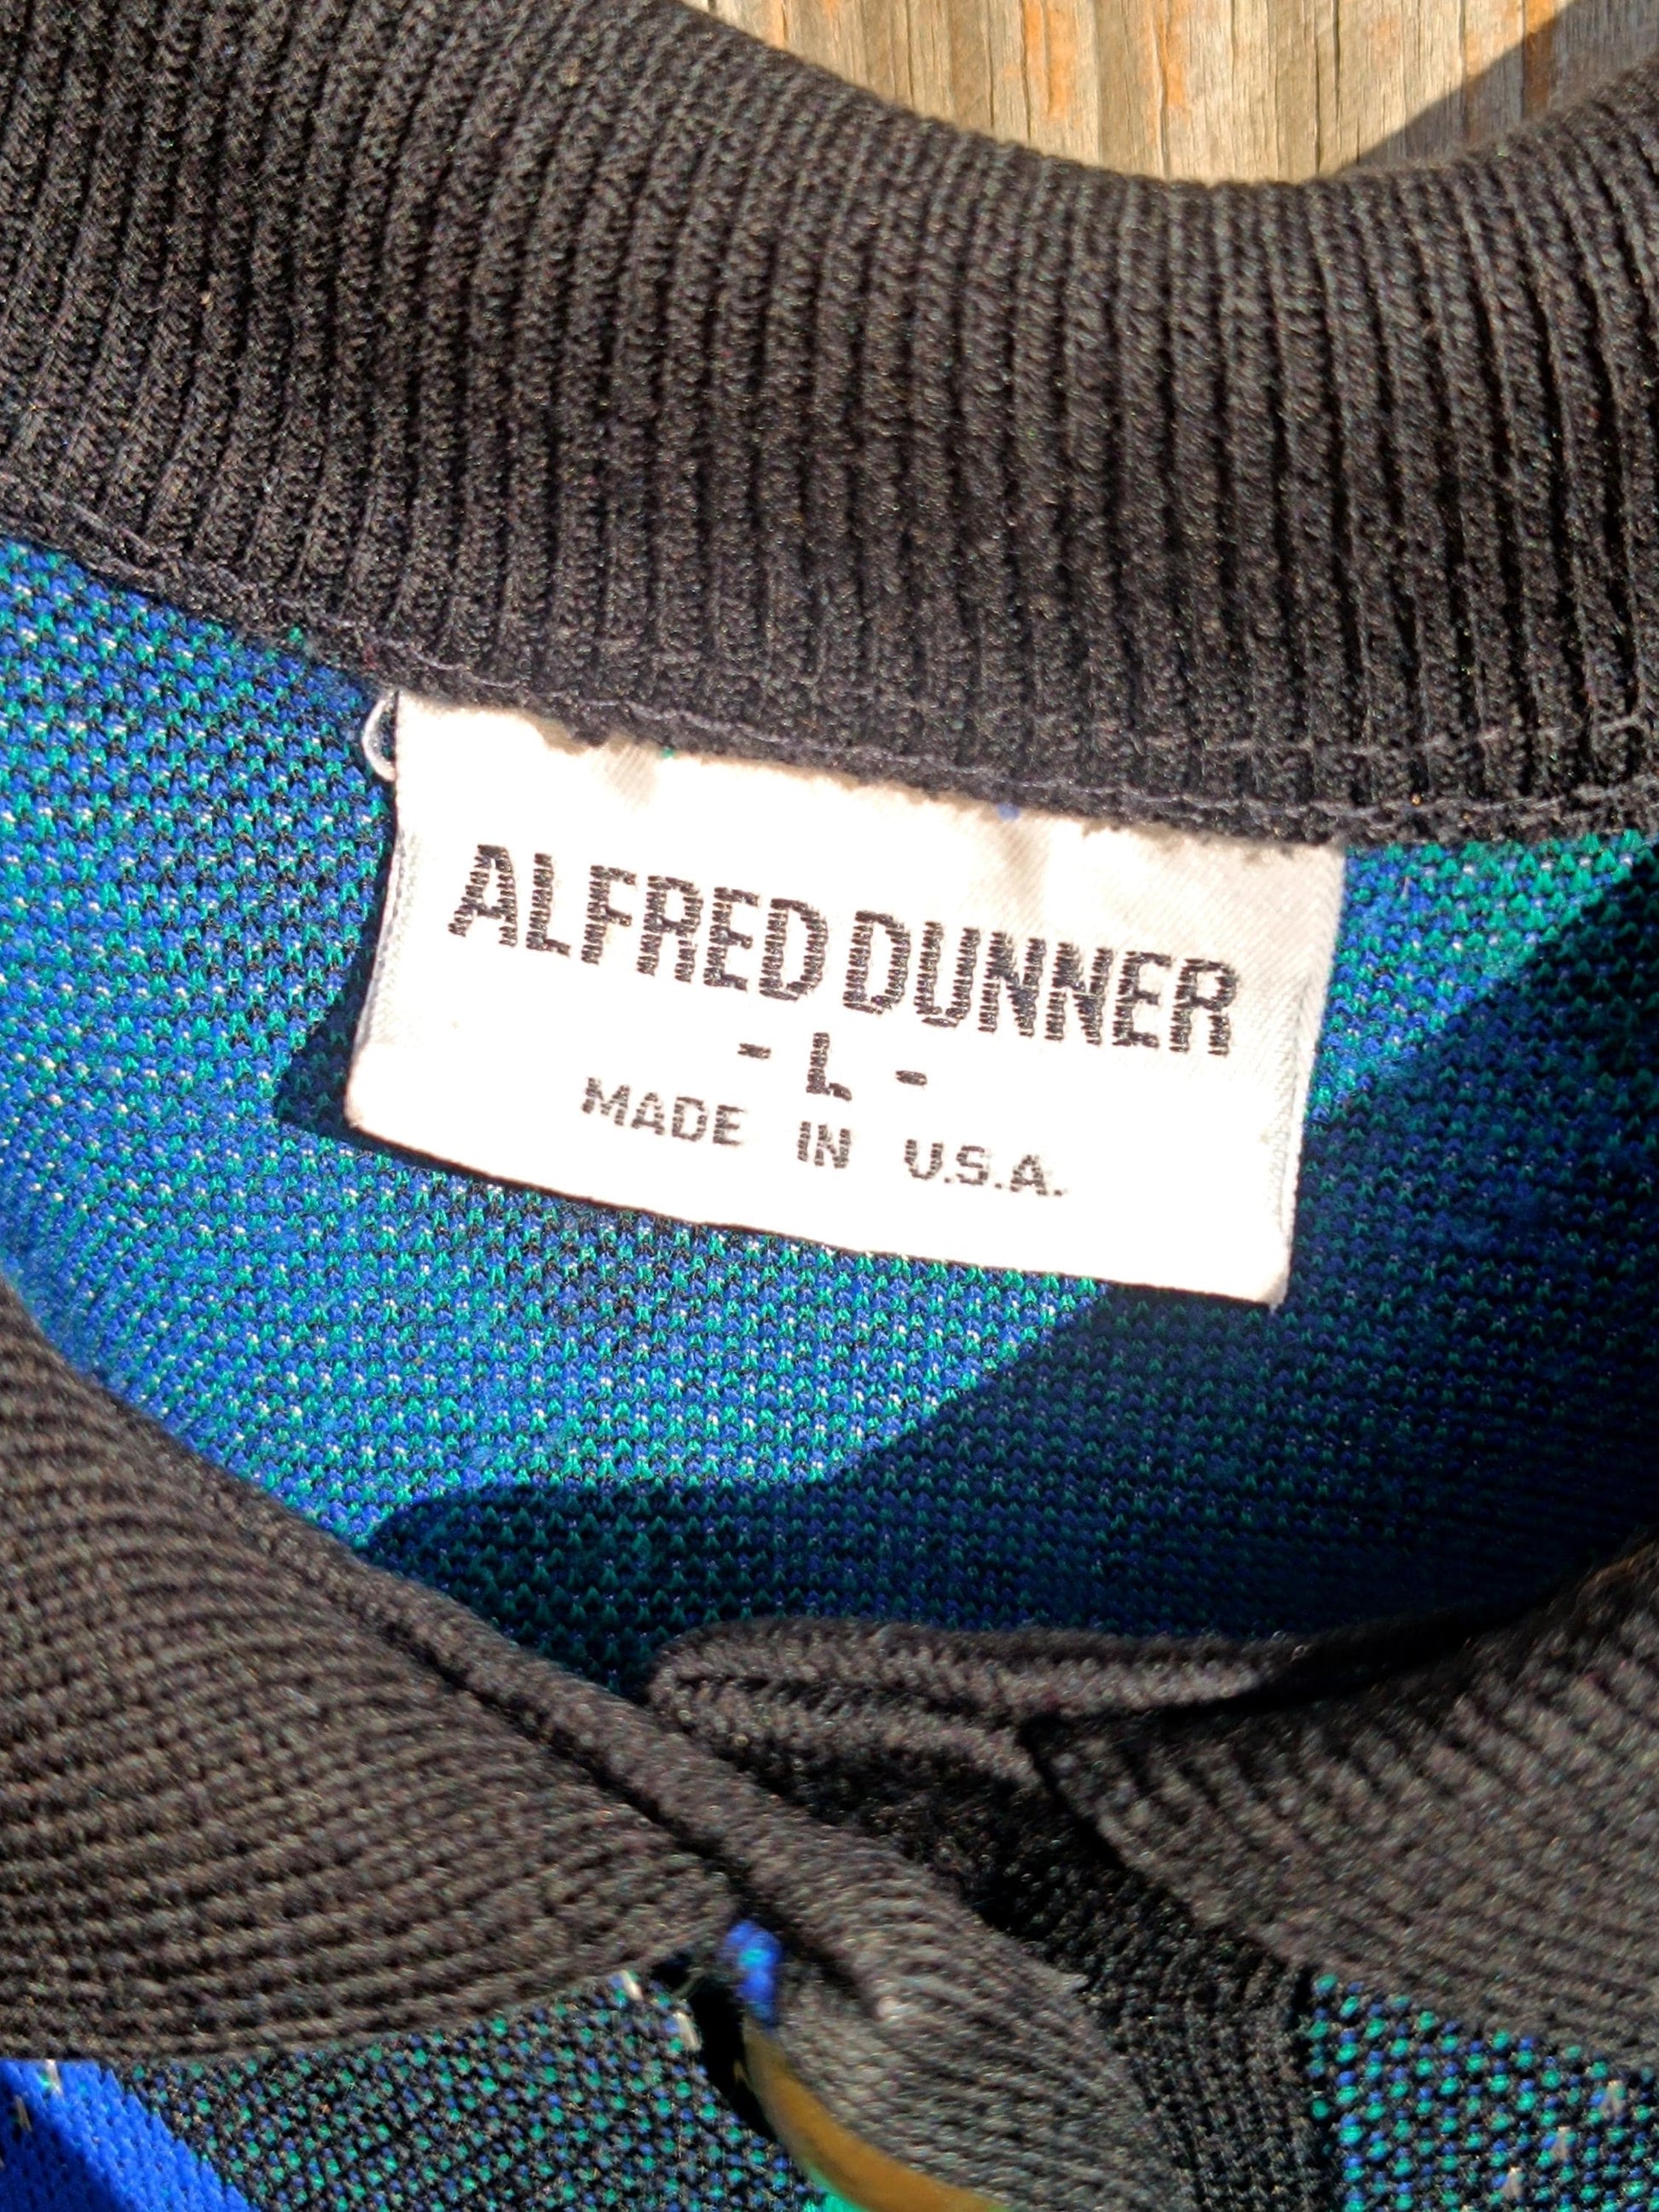 ALFRED DUNNER
- L -
MADE IN U.S.A.